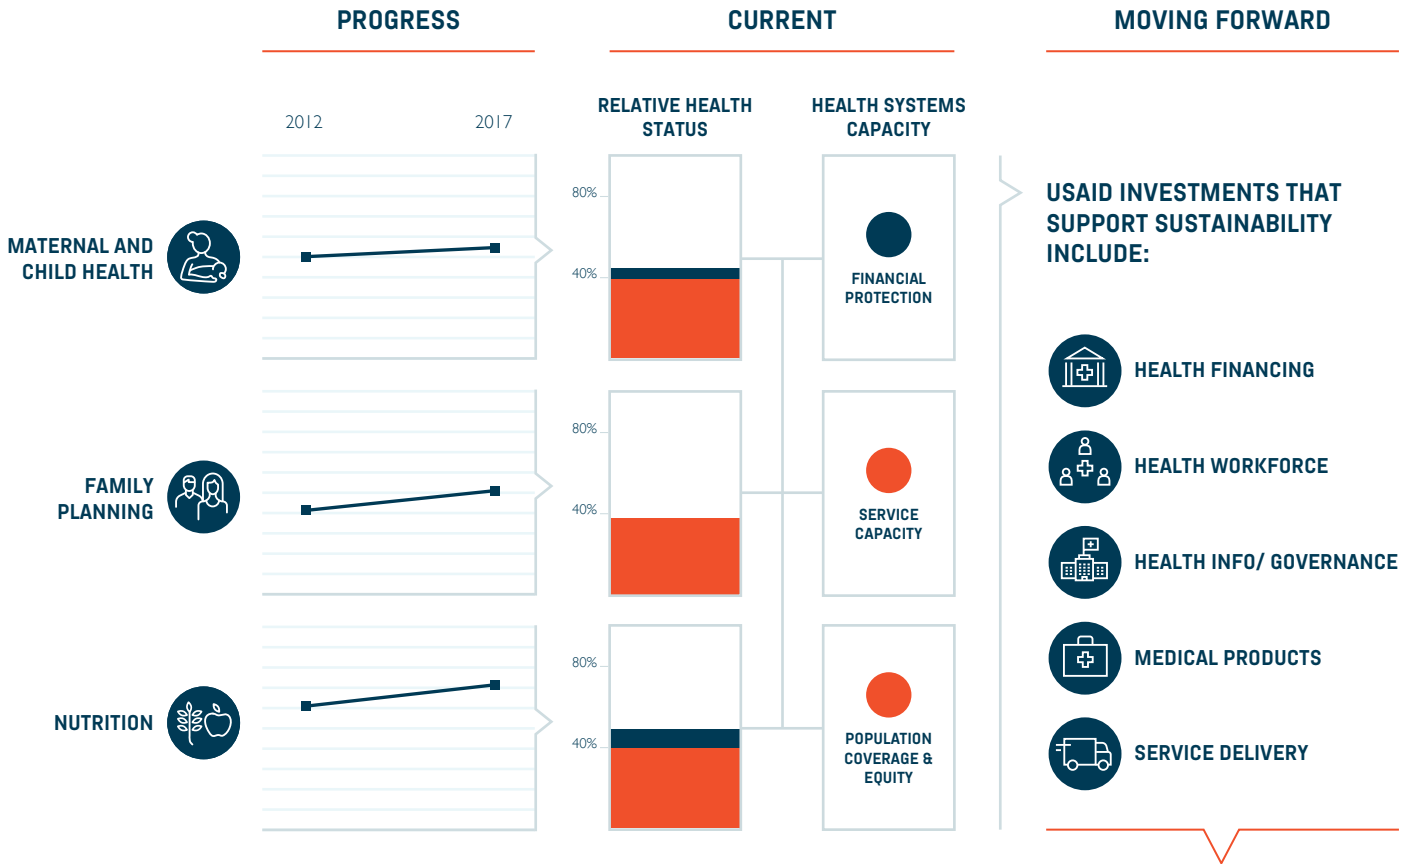 PROGRESS
CURRENT
MOVING FORWARD
2012
2017
RELATIVE HEALTH
STATUS
HEALTH SYSTEMS
CAPACITY
MATERNAL AND
CHILD HEALTH
80%
40%
FINANCIAL
PROTECTION
FAMILY
PLANNING
80%
40%
SERVICE
CAPACITY
NUTRITION
80%
40%
POPULATION
COVERAGE &
EQUITY
USAID INVESTMENTS THAT
SUPPORT SUSTAINABILITY
INCLUDE:
HEALTH FINANCING
HEALTH WORKFORCE
HEALTH INFO/ GOVERNANCE
MEDICAL PRODUCTS
SERVICE DELIVERY